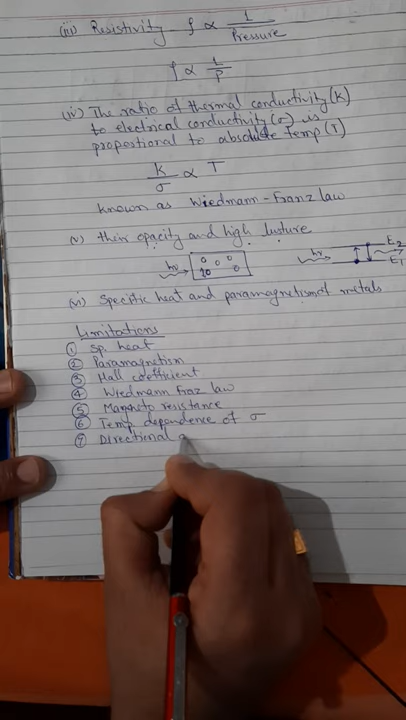 (iii) Resistivity ρ ∝ 1/Pressure
ρ ∝ 1/P
(iv) The ratio of thermal conductivity (K)
to electrical conductivity (σ) is
proportional to absolute Temp (T)
K/σ ∝ T
known as Wiedmann-Franz law
(v) their opacity and high lusture
hν
hν E2
E1
(vi) Specific heat and paramagnetism of metals
Limitations
① Sp. heat
② Paramagnetism
③ Hall coefficient
④ Wiedmann Fraz law
⑤ Magneto resistance
⑥ Temp dependence of σ
⑦ Directional